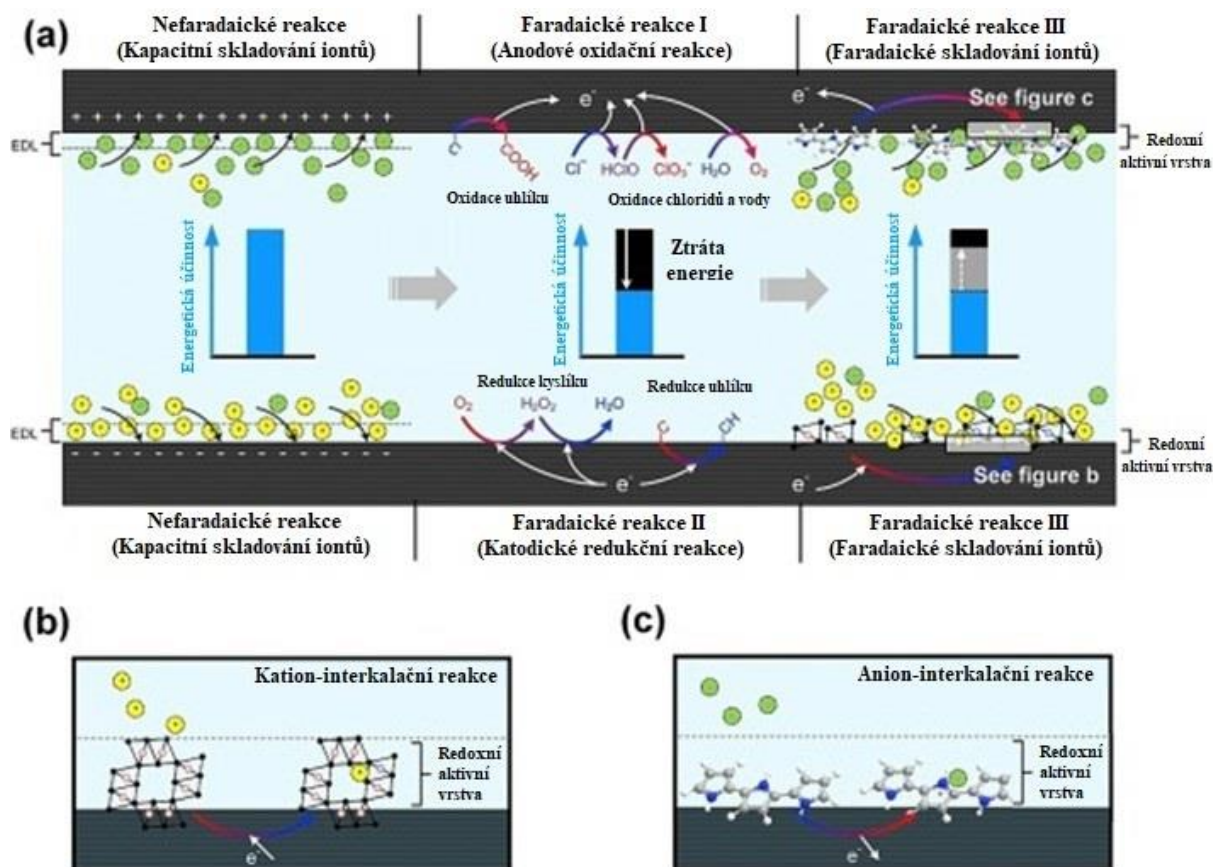 (a)
Nefaradaické reakce
(Kapacitní skladování iontů)
Faradaické reakce I
(Anodové oxidační reakce)
Faradaické reakce III
(Faradaické skladování iontů)
EDL
+ + + + + + + + + +
e⁻
C
COOH
Cl⁻
HClO
ClO₃⁻
H₂O
O₂
Oxidace uhlíku
Oxidace chloridů a vody
e⁻
See figure c
Redoxní
aktivní vrstva
Energetická účinnost
Energetická účinnost
Ztráta
energie
Energetická účinnost
EDL
- - - - - - - - - -
Redukce kyslíku
Redukce uhlíku
O₂
H₂O₂
H₂O
C
CH
e⁻
e⁻
See figure b
Redoxní
aktivní vrstva
Nefaradaické reakce
(Kapacitní skladování iontů)
Faradaické reakce II
(Katodické redukční reakce)
Faradaické reakce III
(Faradaické skladování iontů)
(b)
Kation-interkalační reakce
Redoxní
aktivní
vrstva
e⁻
(c)
Anion-interkalační reakce
Redoxní
aktivní
vrstva
e⁻